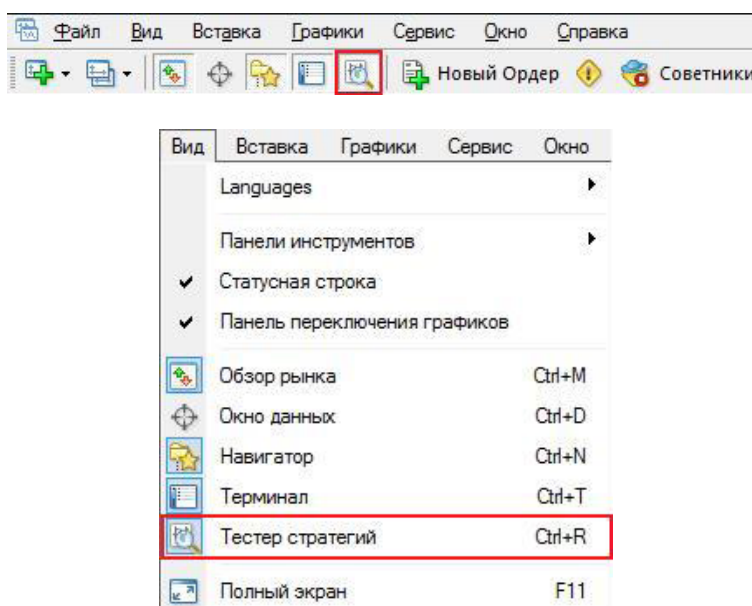 Файл Вид Вставка Графики Сервис Окно Справка
Новый Ордер Советники
Вид Вставка Графики Сервис Окно
Languages
Панели инструментов
Статусная строка
Панель переключения графиков
Обзор рынка Ctrl+M
Окно данных Ctrl+D
Навигатор Ctrl+N
Терминал Ctrl+T
Тестер стратегий Ctrl+R
Полный экран F11